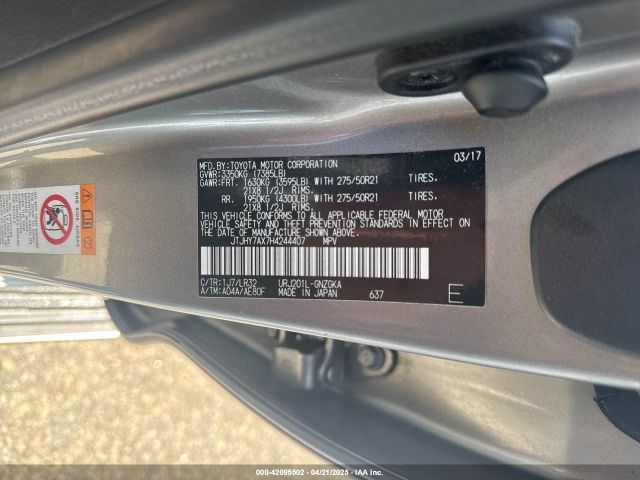 MFD.BY:TOYOTA MOTOR CORPORATION 03/17
GVWR:3350KG (7385LB)
GAWR:FRT. 1630KG (3595LB) WITH 275/50R21 TIRES.
21X8 1/2J RIMS.
RR. 1950KG (4300LB) WITH 275/50R21 TIRES.
21X8 1/2J RIMS.
THIS VEHICLE CONFORMS TO ALL APPLICABLE FEDERAL MOTOR
VEHICLE SAFETY, BUMPER AND THEFT PREVENTION STANDARDS IN EFFECT ON
THE DATE OF MANUFACTURE SHOWN ABOVE.
JTJHY7AX7H4244407 MPV
C/TR:1J7/LR32 URJ201L-GNZGKA
A/TM:A04A/AE80F MADE IN JAPAN 637 E
000-42095502 - 04/21/2025 - IAA Inc.